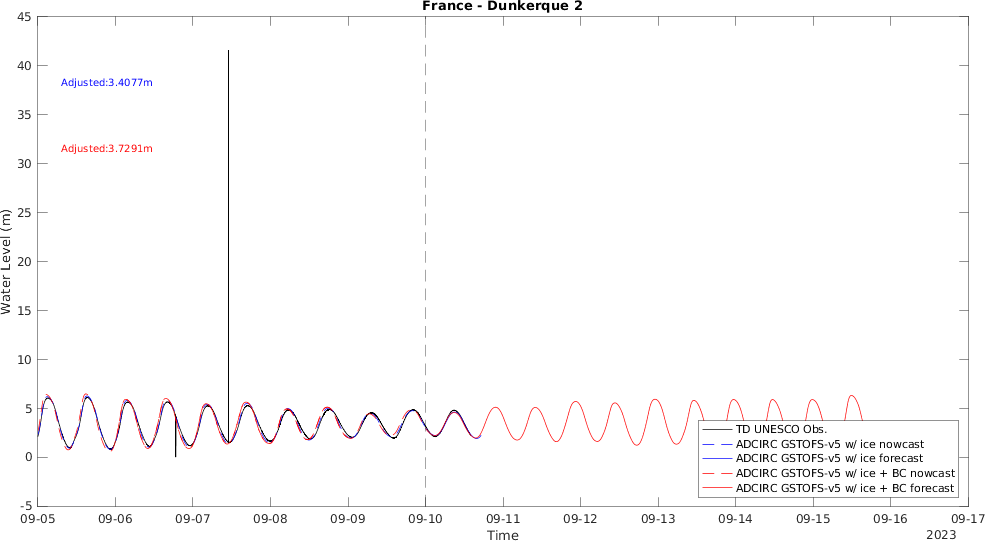 France - Dunkerque 2
Water Level (m)
45
40
35
30
25
20
15
10
5
0
-5
Adjusted:3.4077m
Adjusted:3.7291m
TD UNESCO Obs.
ADCIRC GSTOFS-v5 w/ ice nowcast
ADCIRC GSTOFS-v5 w/ ice forecast
ADCIRC GSTOFS-v5 w/ ice + BC nowcast
ADCIRC GSTOFS-v5 w/ ice + BC forecast
09-05 09-06 09-07 09-08 09-09 09-10 09-11 09-12 09-13 09-14 09-15 09-16 09-17
Time
2023